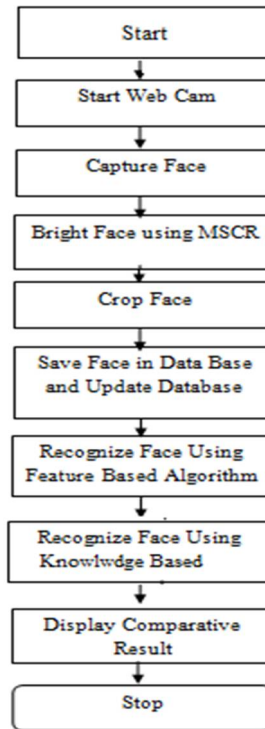 Start
Start Web Cam
Capture Face
Bright Face using MSCR
Crop Face
Save Face in Data Base
and Update Database
Recognize Face Using
Feature Based Algorithm
Recognize Face Using
Knowlwdge Based
Display Comparative
Result
Stop